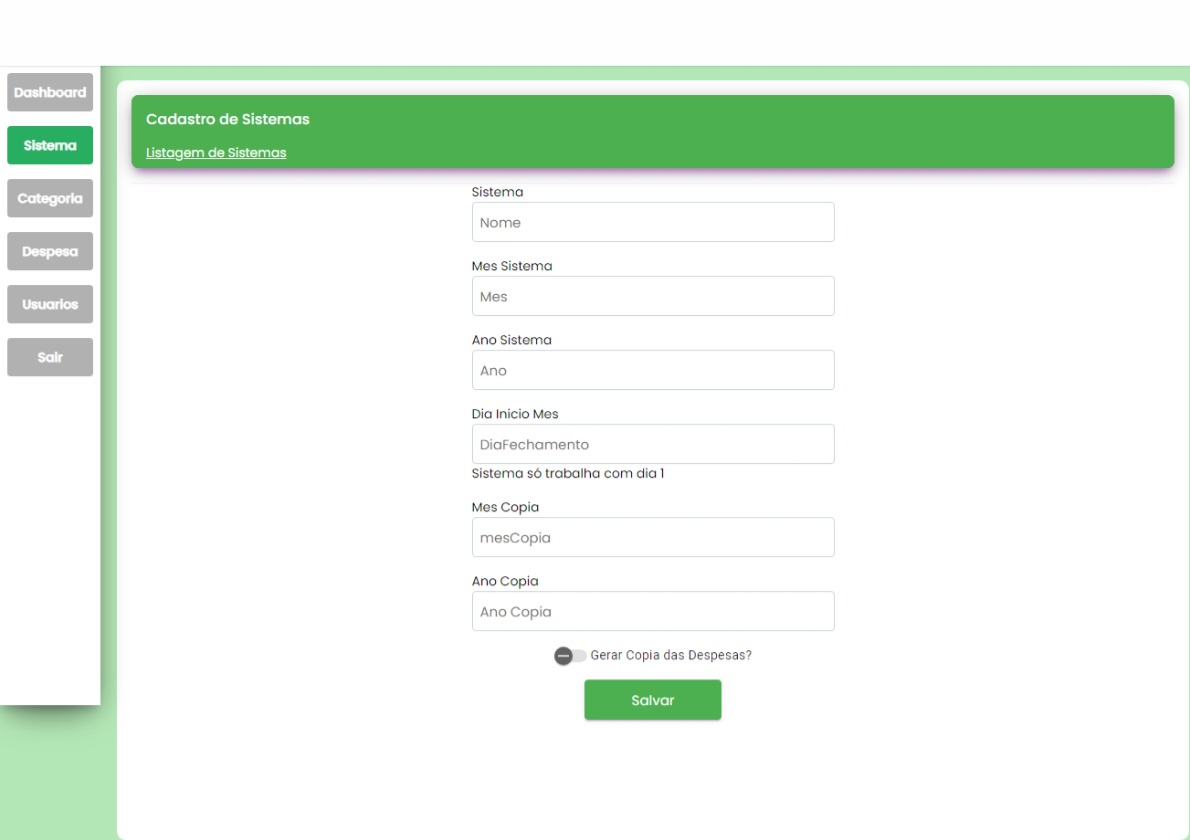 Dashboard
Sistema
Categoria
Despesa
Usuarios
Sair
Cadastro de Sistemas
Listagem de Sistemas
Sistema
Nome
Mes Sistema
Mes
Ano Sistema
Ano
Dia Inicio Mes
DiaFechamento
Sistema só trabalha com dia 1
Mes Copia
mesCopia
Ano Copia
Ano Copia
Gerar Copia das Despesas?
Salvar